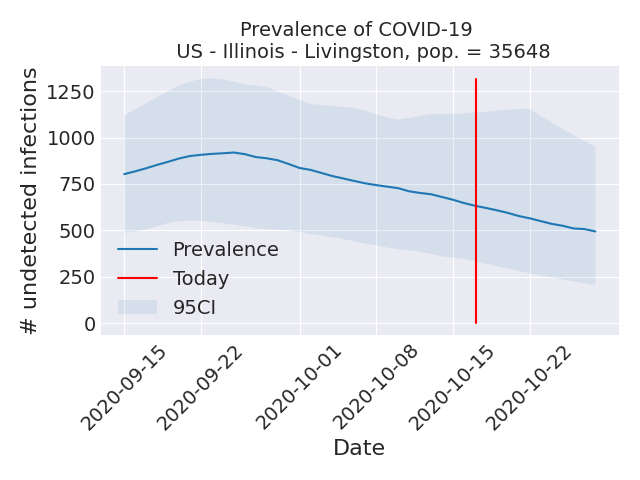 Prevalence of COVID-19
US - Illinois - Livingston, pop. = 35648
# undetected infections
1250
1000
750
500
250
0
Prevalence
Today
95CI
2020-09-15
2020-09-22
2020-10-01
2020-10-08
2020-10-15
2020-10-22
Date